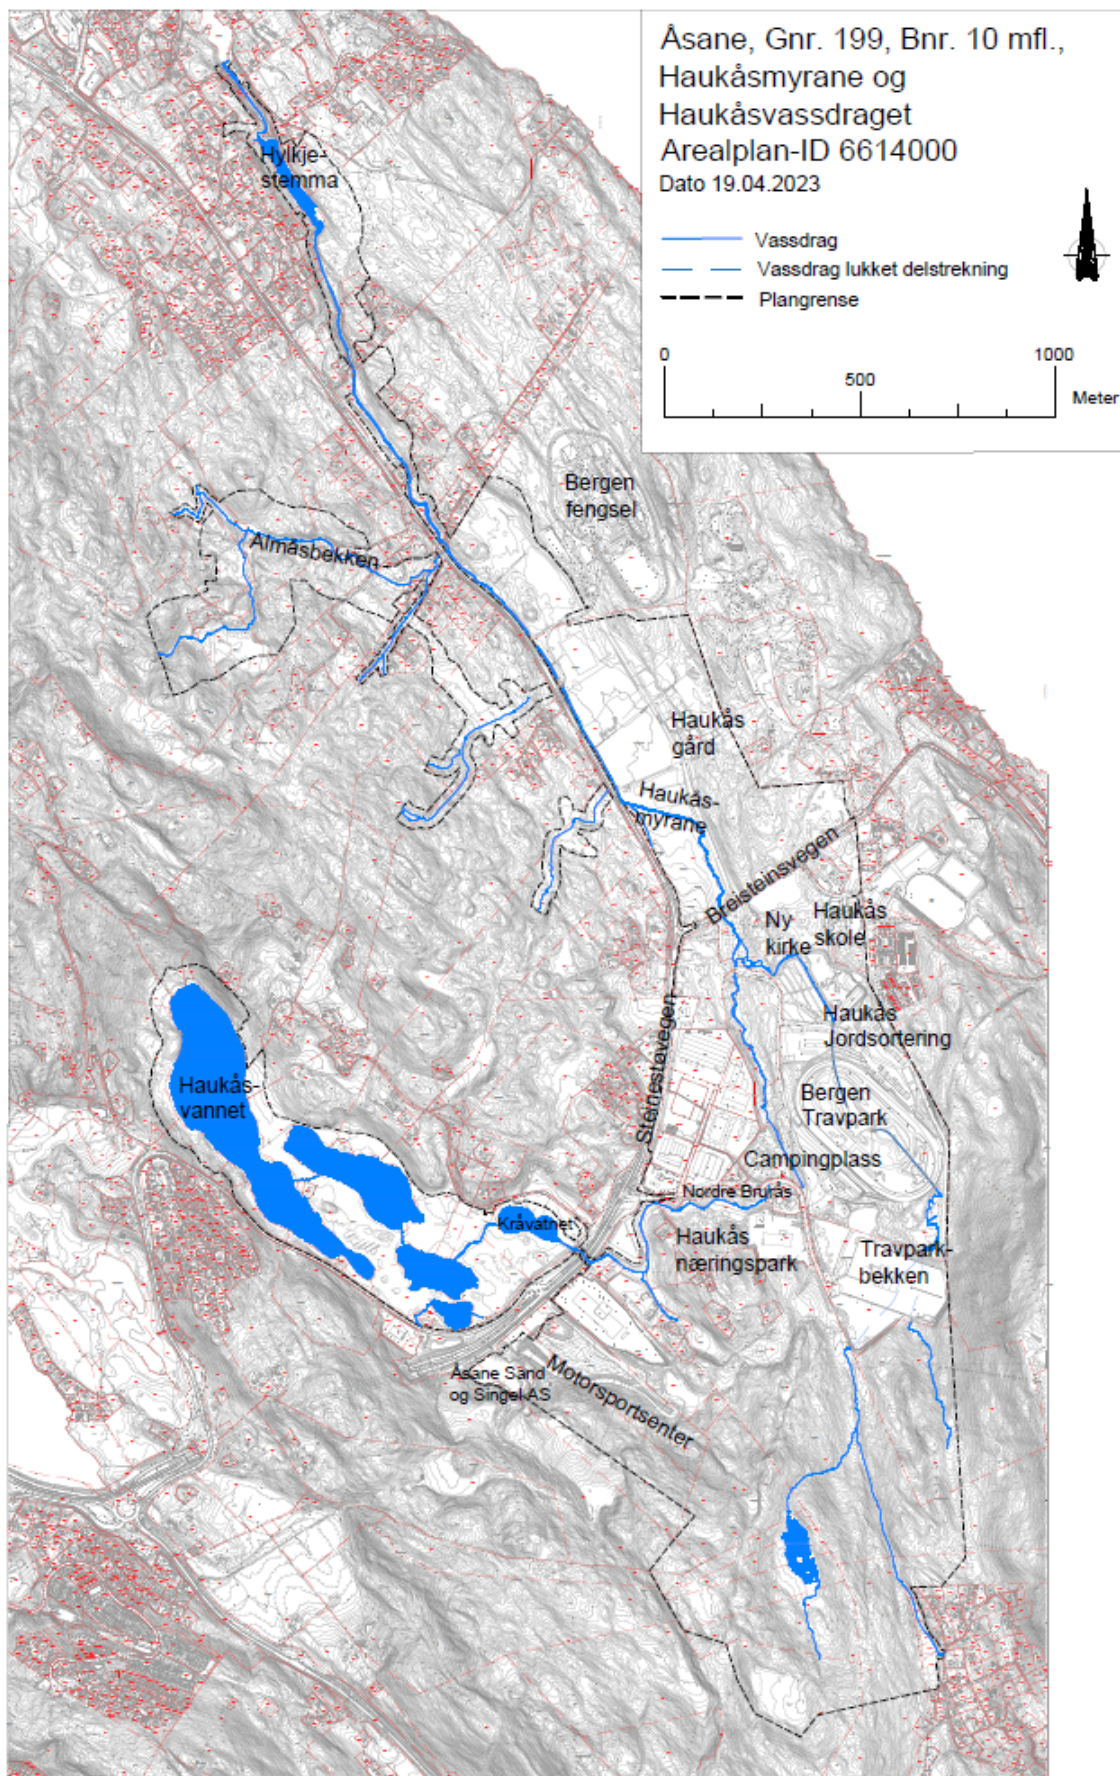 Åsane, Gnr. 199, Bnr. 10 mfl.,
Haukåsmyrane og
Haukåsvassdraget
Arealplan-ID 6614000
Dato 19.04.2023
Vassdrag
Vassdrag lukket delstrekning
Plangrense
0
1000
500
Meter
Hylkje-
stemma
Bergen
fengsel
Almåsbekken
Haukås
gård
Haukås-
myrane
Breisteinsvegen
Ny
kirke
Haukås
skole
Haukås
Jordsortering
Steinestøvegen
Haukås-
vannet
Bergen
Travpark
Campingplass
Nordre Brurås
Kråvatnet
Haukås
næringspark
Travpark-
bekken
Åsane Sand
og Singel AS
Motorsportsenter